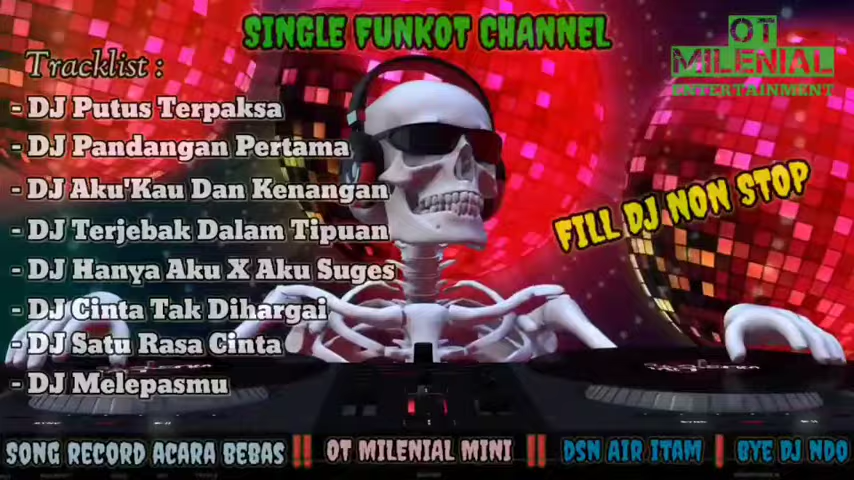 SINGLE FUNKOT CHANNEL
OT
MILENIAL
ENTERTAINMENT
Tracklist :
- DJ Putus Terpaksa
- DJ Pandangan Pertama
- DJ Aku'Kau Dan Kenangan
- DJ Terjebak Dalam Tipuan
- DJ Hanya Aku X Aku Suges
- DJ Cinta Tak Dihargai
- DJ Satu Rasa Cinta
- DJ Melepasmu
FILL DJ NON STOP
SONG RECORD ACARA BEBAS‼️ OT MILENIAL MINI ‼️ DSN AIR ITAM | BYE DJ NDO